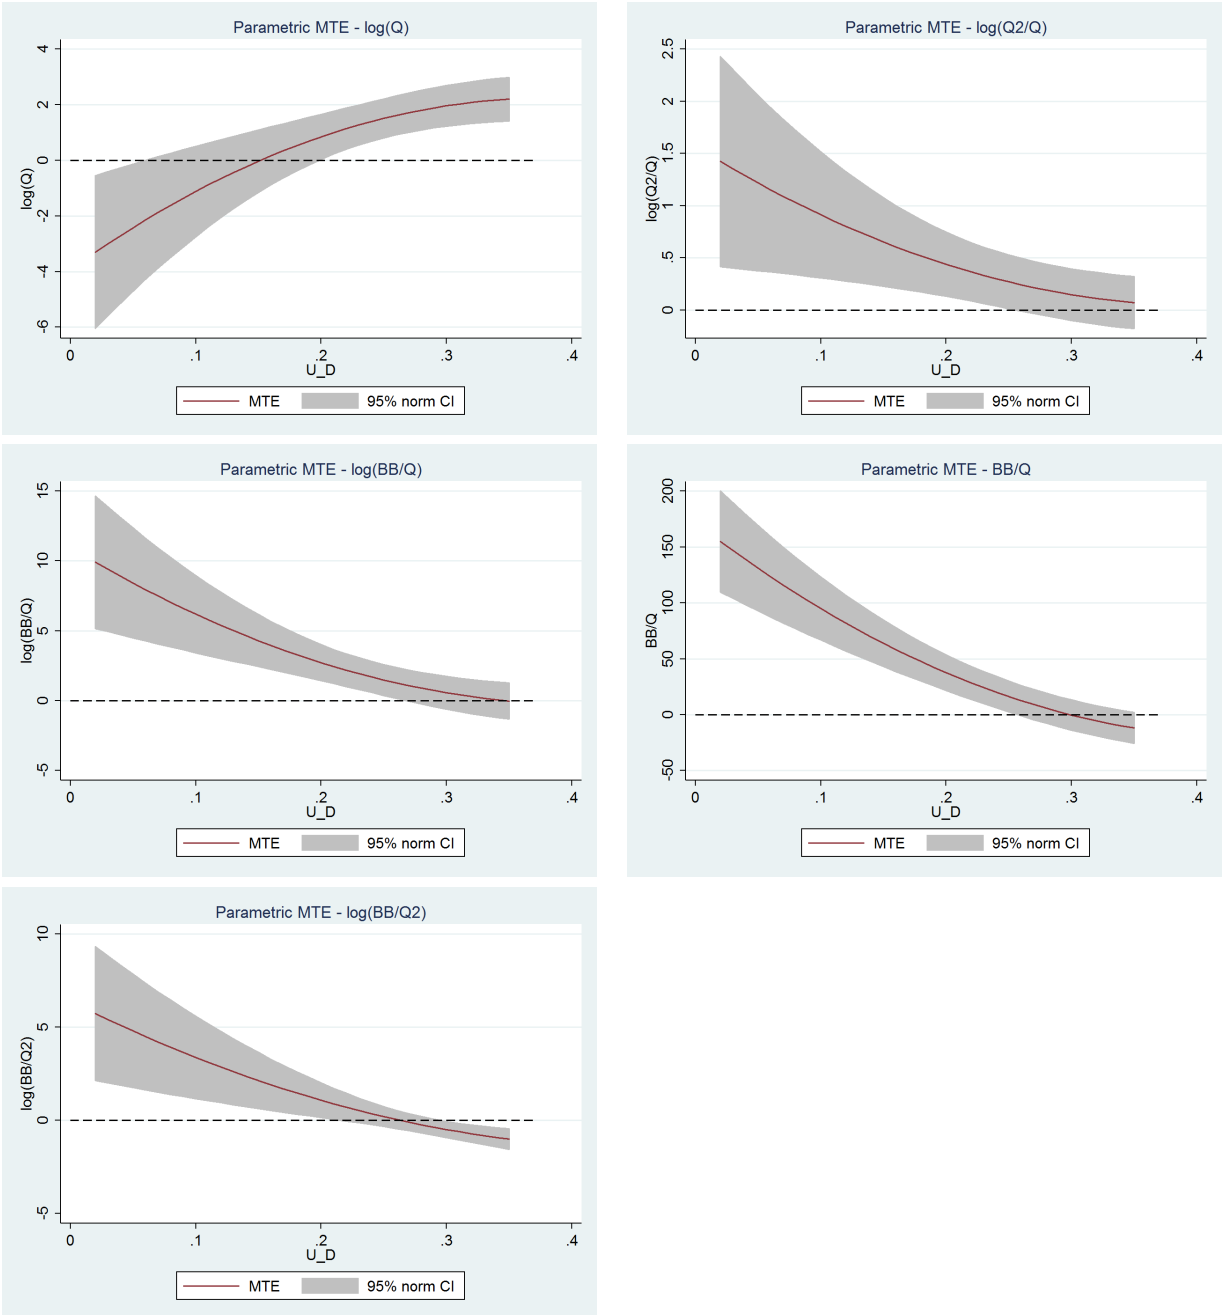 Parametric MTE - log(Q)
log(Q)
4
2
0
-2
-4
-6
0 .1 .2 .3 .4
U_D
MTE 95% norm CI
Parametric MTE - log(Q2/Q)
log(Q2/Q)
2.5
2
1.5
1
.5
0
0 .1 .2 .3 .4
U_D
MTE 95% norm CI
Parametric MTE - log(BB/Q)
log(BB/Q)
15
10
5
0
-5
0 .1 .2 .3 .4
U_D
MTE 95% norm CI
Parametric MTE - BB/Q
BB/Q
200
150
100
50
0
-50
0 .1 .2 .3 .4
U_D
MTE 95% norm CI
Parametric MTE - log(BB/Q2)
log(BB/Q2)
10
5
0
-5
0 .1 .2 .3 .4
U_D
MTE 95% norm CI